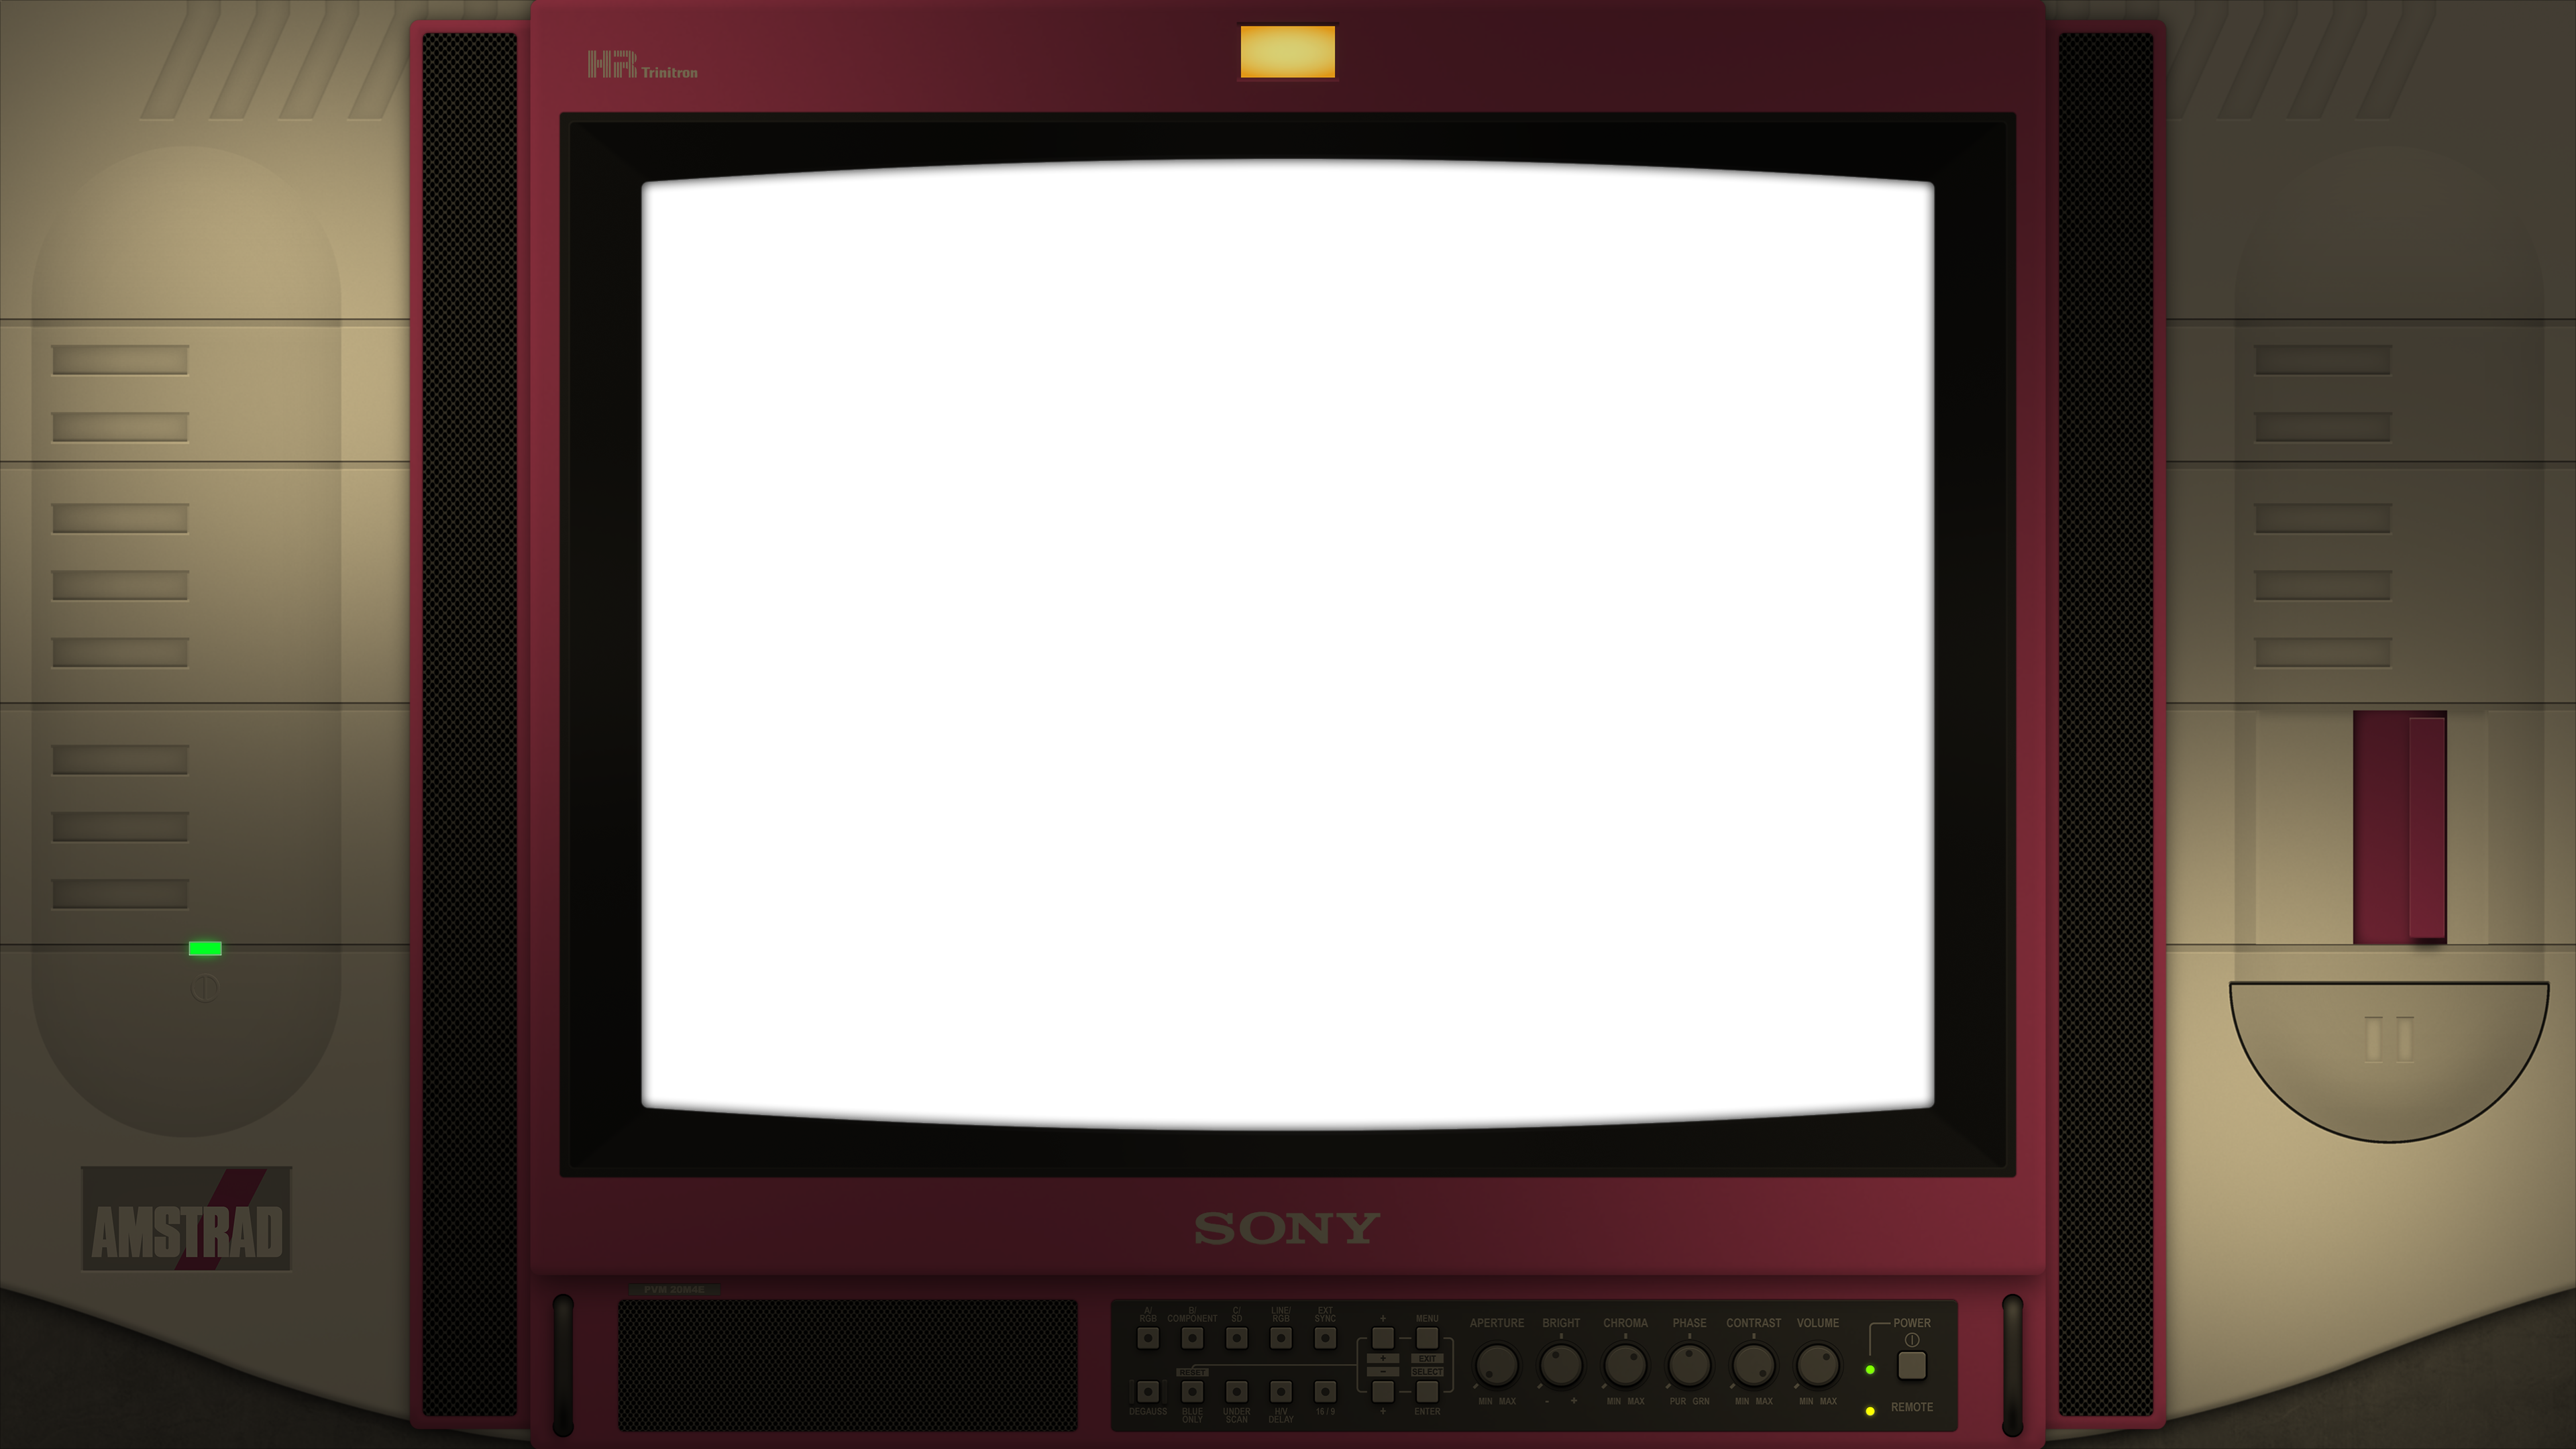 HR Trinitron
AMSTRAD
SONY
PVM 20M4E
A/
RGB
B/
COMPONENT
C/
SD
LINE/
RGB
EXT
SYNC
+
MENU
+
EXIT
RESET
−
SELECT
DEGAUSS
BLUE
ONLY
UNDER
SCAN
H/V
DELAY
16 / 9
+
ENTER
APERTURE
BRIGHT
CHROMA
PHASE
CONTRAST
VOLUME
MIN MAX
- +
MIN MAX
PUR GRN
MIN MAX
MIN MAX
POWER
REMOTE